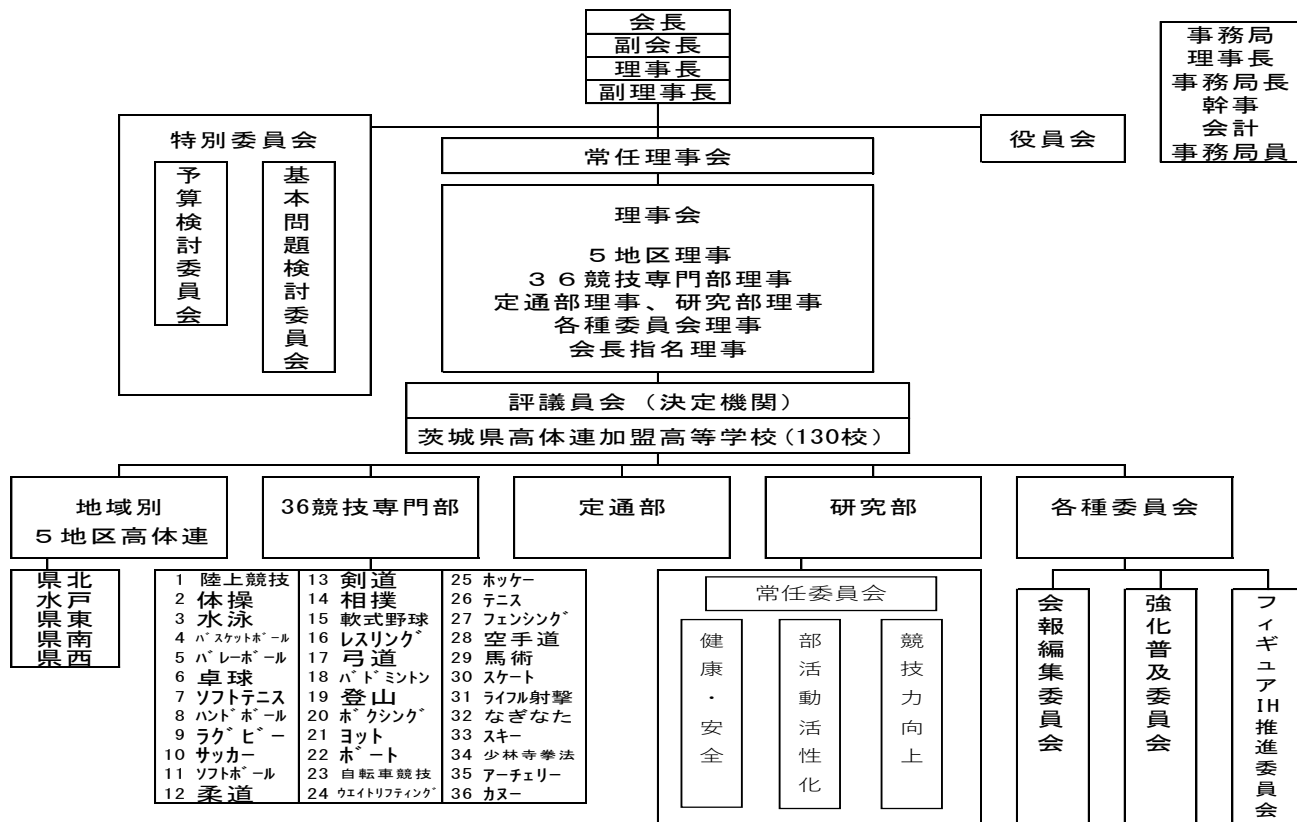 会長
副会長
理事長
副理事長
事務局
理事長
事務局長
幹事
会計
事務局員
特別委員会
予算検討委員会
基本問題検討委員会
役員会
常任理事会
理事会
5地区理事
36競技専門部理事
定通部理事、研究部理事
各種委員会理事
会長指名理事
評議員会（決定機関）
茨城県高体連加盟高等学校(130校)
地域別
5地区高体連
36競技専門部
定通部
研究部
各種委員会
県北
水戸
県東
県南
県西
1 陸上競技
2 体操
3 水泳
4 バスケットボール
5 バレーボール
6 卓球
7 ソフトテニス
8 ハンドボール
9 ラグビー
10 サッカー
11 ソフトボール
12 柔道
13 剣道
14 相撲
15 軟式野球
16 レスリング
17 弓道
18 バドミントン
19 登山
20 ボクシング
21 ヨット
22 ボート
23 自転車競技
24 ウエイトリフティング
25 ホッケー
26 テニス
27 フェンシング
28 空手道
29 馬術
30 スケート
31 ライフル射撃
32 なぎなた
33 スキー
34 少林寺拳法
35 アーチェリー
36 カヌー
常任委員会
健康・安全
部活動活性化
競技力向上
会報編集委員会
強化普及委員会
フィギュアIH推進委員会